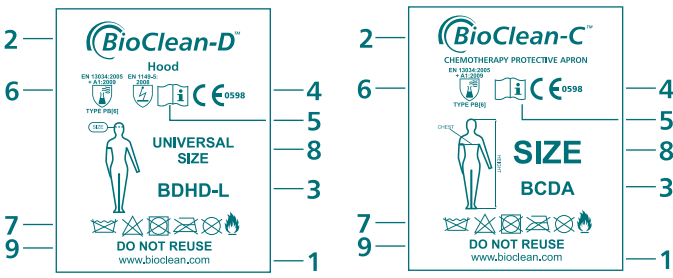 BioClean-D™
Hood
EN 13034:2005
+ A1:2009
TYPE PB[6]
EN 1149-5:
2008
i
CE 0598
SIZE
UNIVERSAL
SIZE
BDHD-L
DO NOT REUSE
www.bioclean.com
2
6
7
9
4
5
8
3
1
BioClean-C™
CHEMOTHERAPY PROTECTIVE APRON
EN 13034:2005
+ A1:2009
TYPE PB[6]
i
CE 0598
CHEST
HEIGHT
SIZE
BCDA
DO NOT REUSE
www.bioclean.com
2
6
7
9
4
5
8
3
1